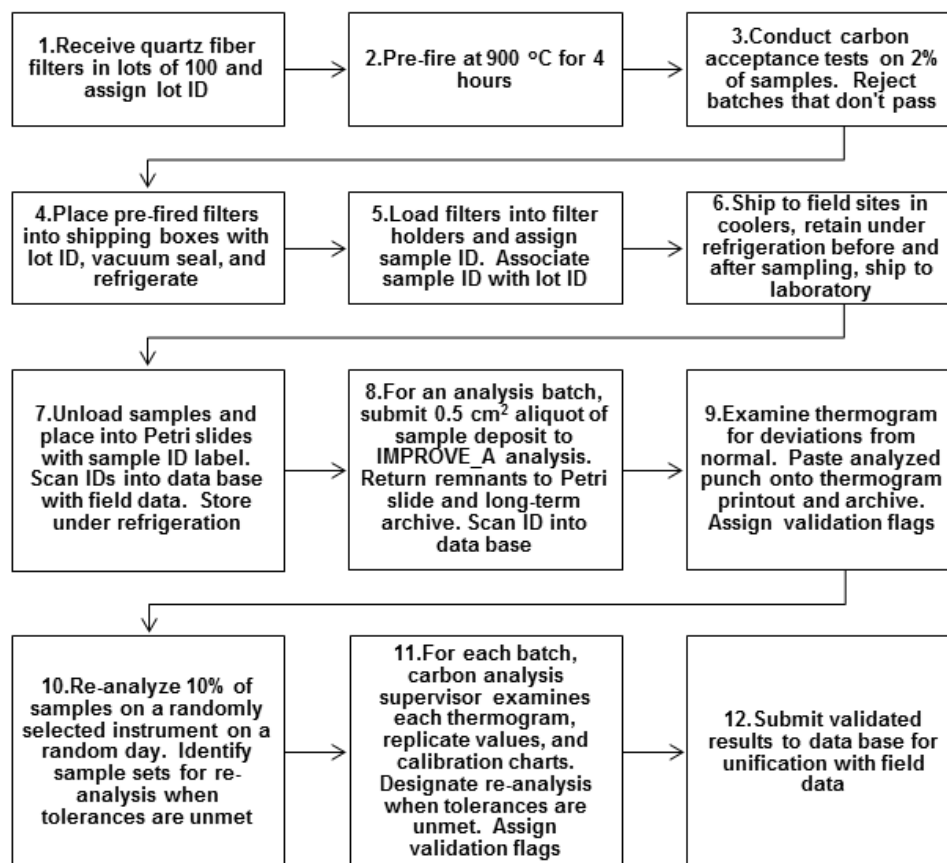 1.Receive quartz fiber
filters in lots of 100 and
assign lot ID
2.Pre-fire at 900 ºC for 4
hours
3.Conduct carbon
acceptance tests on 2%
of samples.  Reject
batches that don't pass
4.Place pre-fired filters
into shipping boxes with
lot ID, vacuum seal, and
refrigerate
5.Load filters into filter
holders and assign
sample ID.  Associate
sample ID with lot ID
6.Ship to field sites in
coolers, retain under
refrigeration before and
after sampling, ship to
laboratory
7.Unload samples and
place into Petri slides
with sample ID label.
Scan IDs into data base
with field data.  Store
under refrigeration
8.For an analysis batch,
submit 0.5 cm² aliquot of
sample deposit to
IMPROVE_A analysis.
Return remnants to Petri
slide and long-term
archive. Scan ID into
data base
9.Examine thermogram
for deviations from
normal.  Paste analyzed
punch onto thermogram
printout and archive.
Assign validation flags
10.Re-analyze 10% of
samples on a randomly
selected instrument on a
random day.  Identify
sample sets for re-
analysis when
tolerances are unmet
11.For each batch,
carbon analysis
supervisor examines
each thermogram,
replicate values, and
calibration charts.
Designate re-analysis
when tolerances are
unmet.  Assign
validation flags
12.Submit validated
results to data base for
unification with field
data